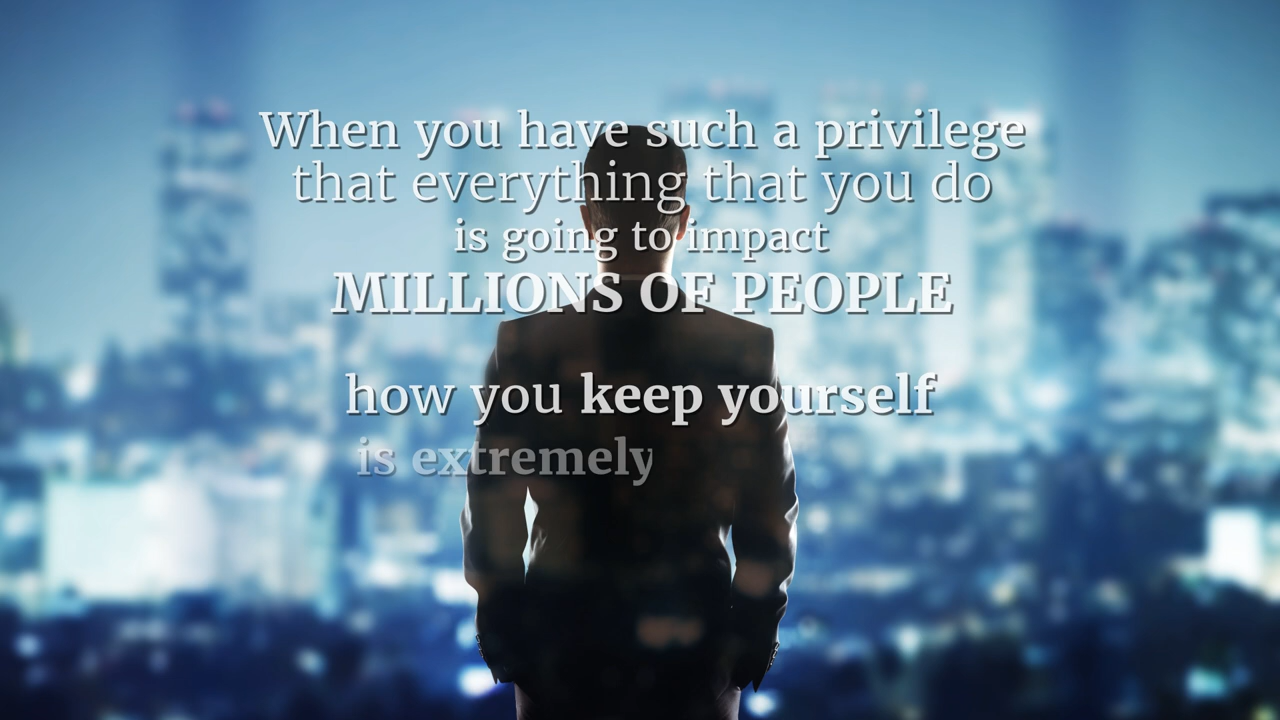 When you have such a privilege
that everything that you do
is going to impact
MILLIONS OF PEOPLE
how you keep yourself
is extremely